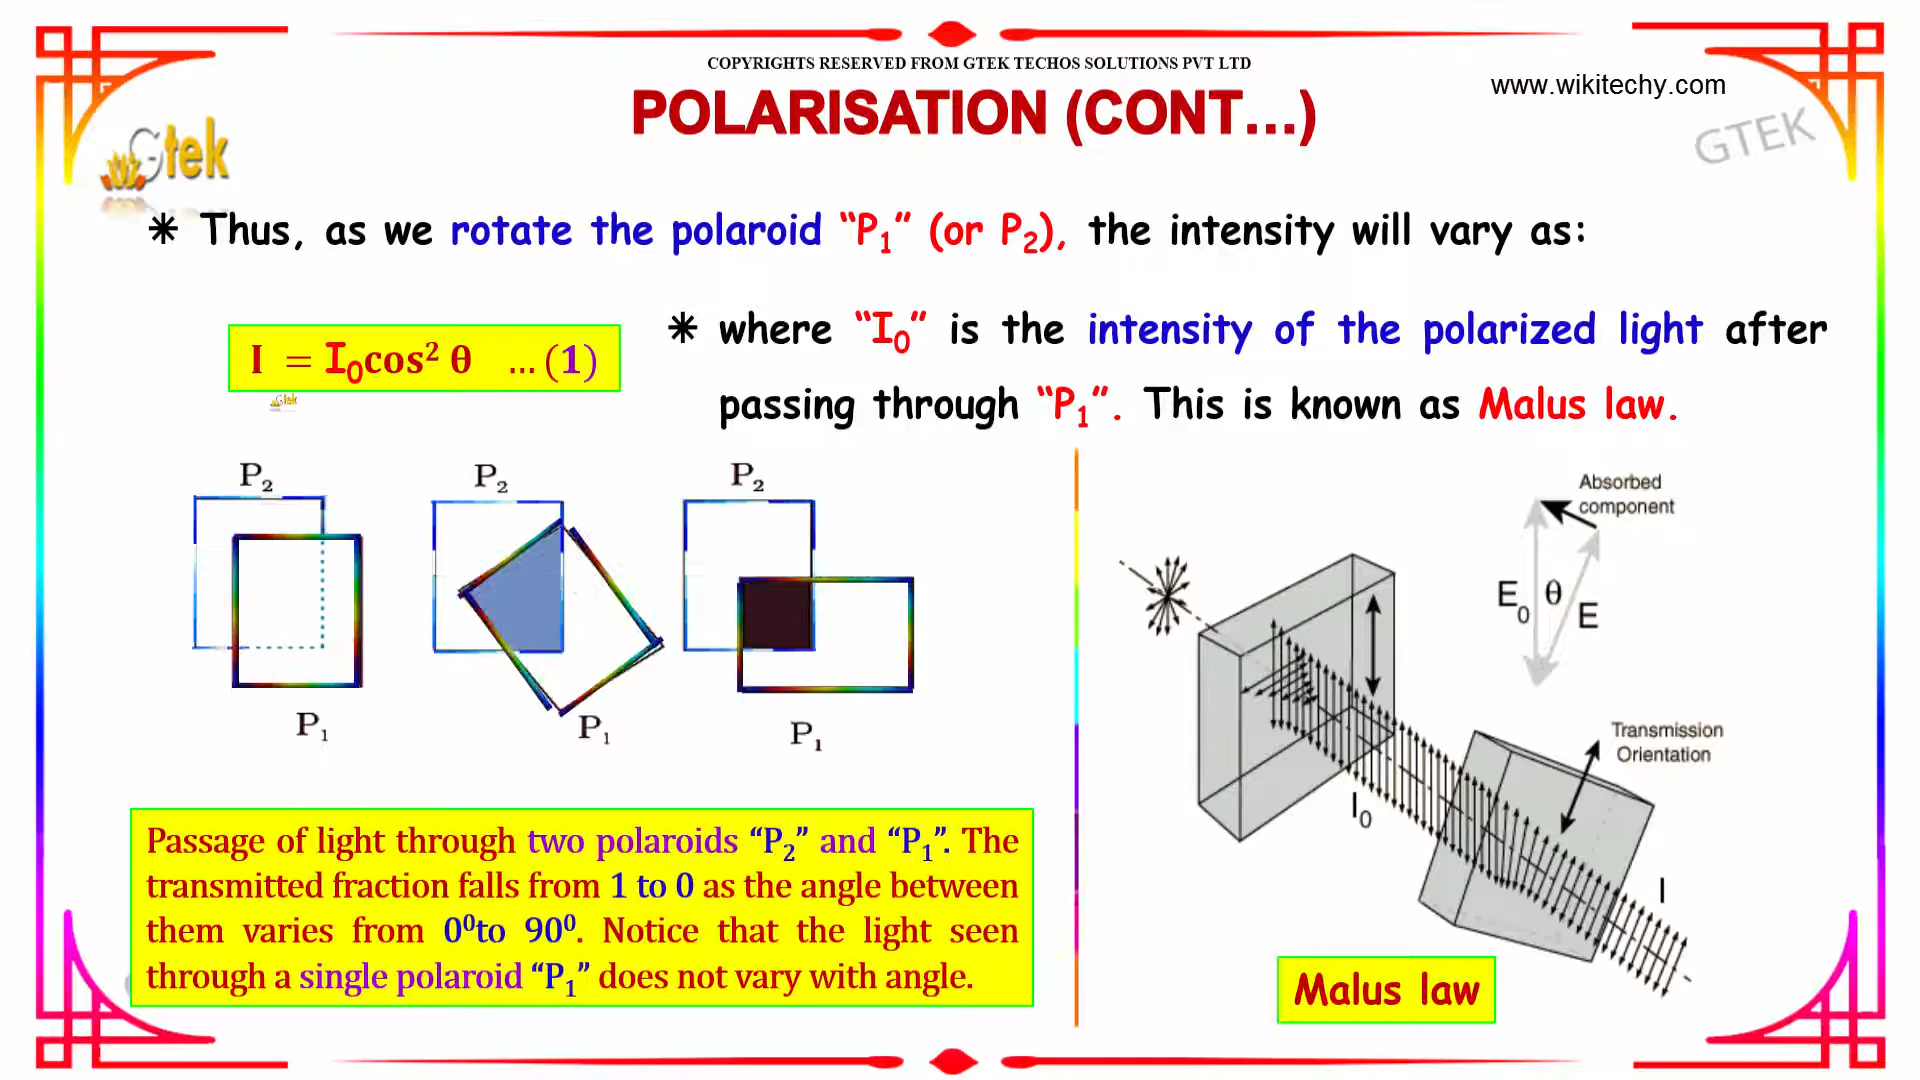 COPYRIGHTS RESERVED FROM GTEK TECHOS SOLUTIONS PVT LTD
www.wikitechy.com
POLARISATION (CONT...)
GTEK
Gtek
Thus, as we rotate the polaroid “P₁” (or P₂), the intensity will vary as:
I = I₀cos² θ ... (1)
Gtek
where “I₀” is the intensity of the polarized light after
passing through “P₁”. This is known as Malus law.
P₂
P₂
P₂
P₁
P₁
P₁
Absorbed
component
E₀ θ E
Transmission
Orientation
I₀
I
Passage of light through two polaroids “P₂” and “P₁”. The
transmitted fraction falls from 1 to 0 as the angle between
them varies from 0⁰to 90⁰. Notice that the light seen
through a single polaroid “P₁” does not vary with angle.
Malus law